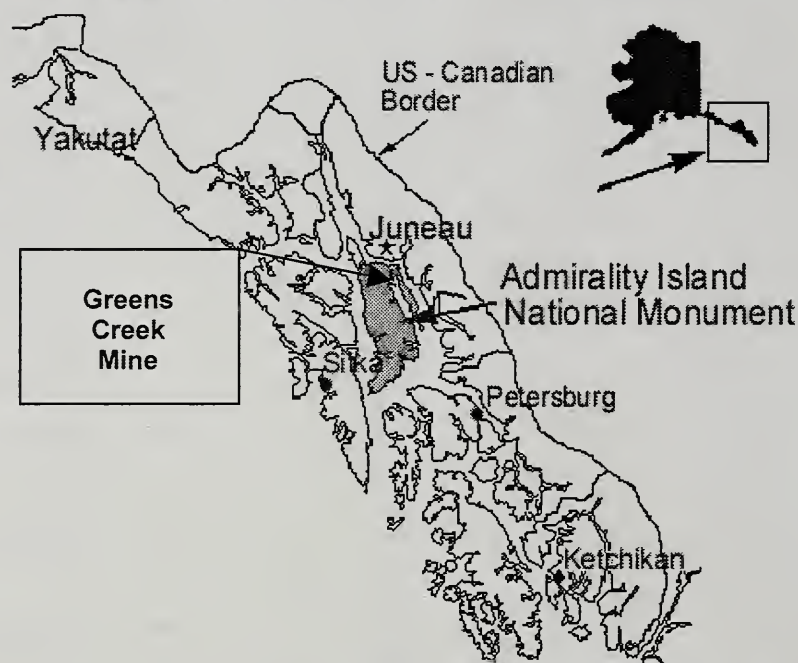 US - Canadian
Border
Yakutat
Juneau
Greens
Creek
Mine
Admirality Island
National Monument
Sitka
Petersburg
Ketchikan